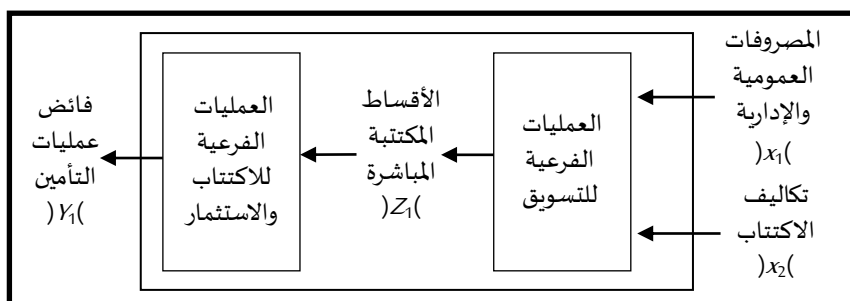 المصروفات
العمومية
والإدارية
)x1(
تكاليف
الاكتتاب
)x2(
العمليات
الفرعية
للتسويق
الأقساط
المكتتبة
المباشرة
)Z1(
العمليات
الفرعية
للاكتتاب
والاستثمار
فائض
عمليات
التأمين
)Y1(